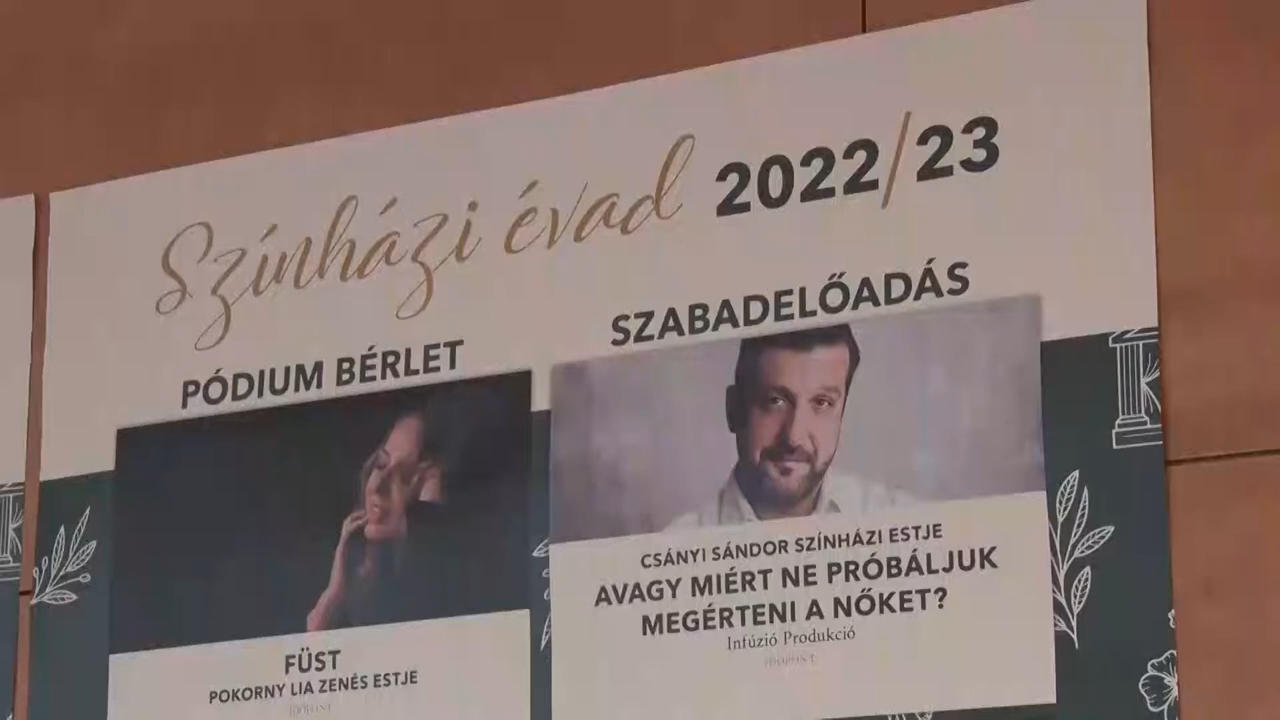 Színházi évad 2022/23
PÓDIUM BÉRLET
FÜST
POKORNY LIA ZENÉS ESTJE
SZABADELŐADÁS
CSÁNYI SÁNDOR SZÍNHÁZI ESTJE
AVAGY MIÉRT NE PRÓBÁLJUK
MEGÉRTENI A NŐKET?
Infúzió Produkció